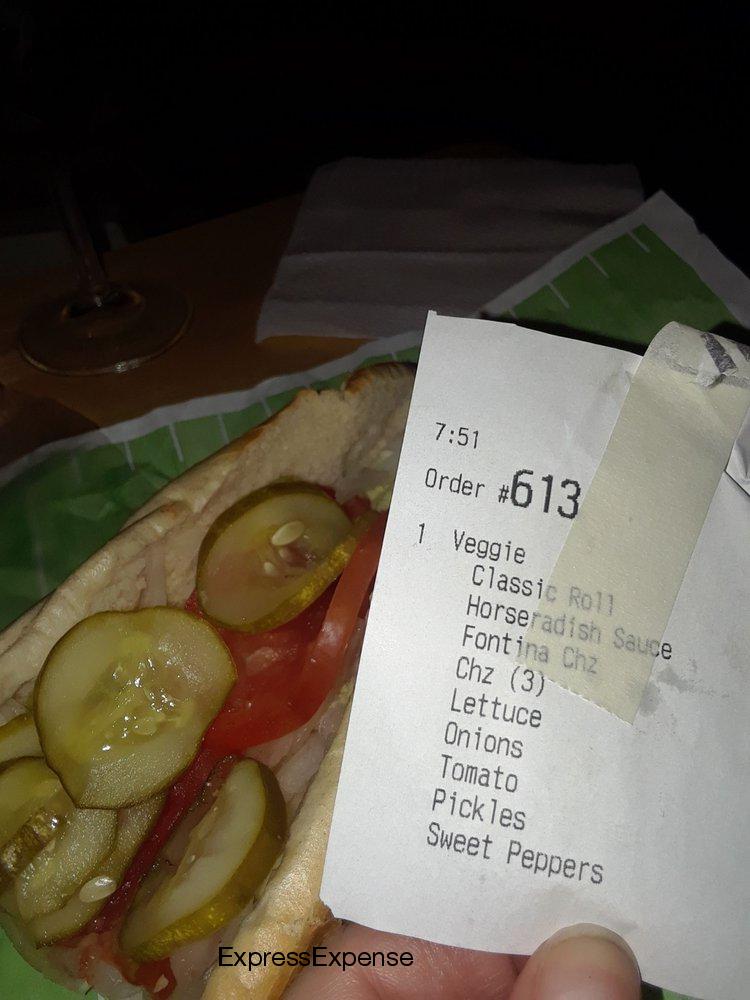 7:51
Order #613
1 Veggie
Classic Roll
Horseradish Sauce
Fontina Chz
Chz (3)
Lettuce
Onions
Tomato
Pickles
Sweet Peppers
ExpressExpense